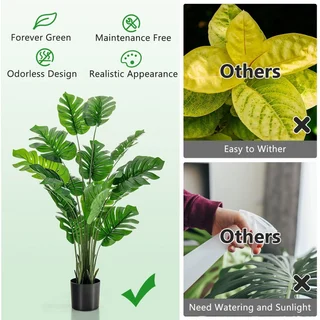 Forever Green
Maintenance Free
Odorless Design
Realistic Appearance
Others
Easy to Wither
Others
Need Watering and Sunlight